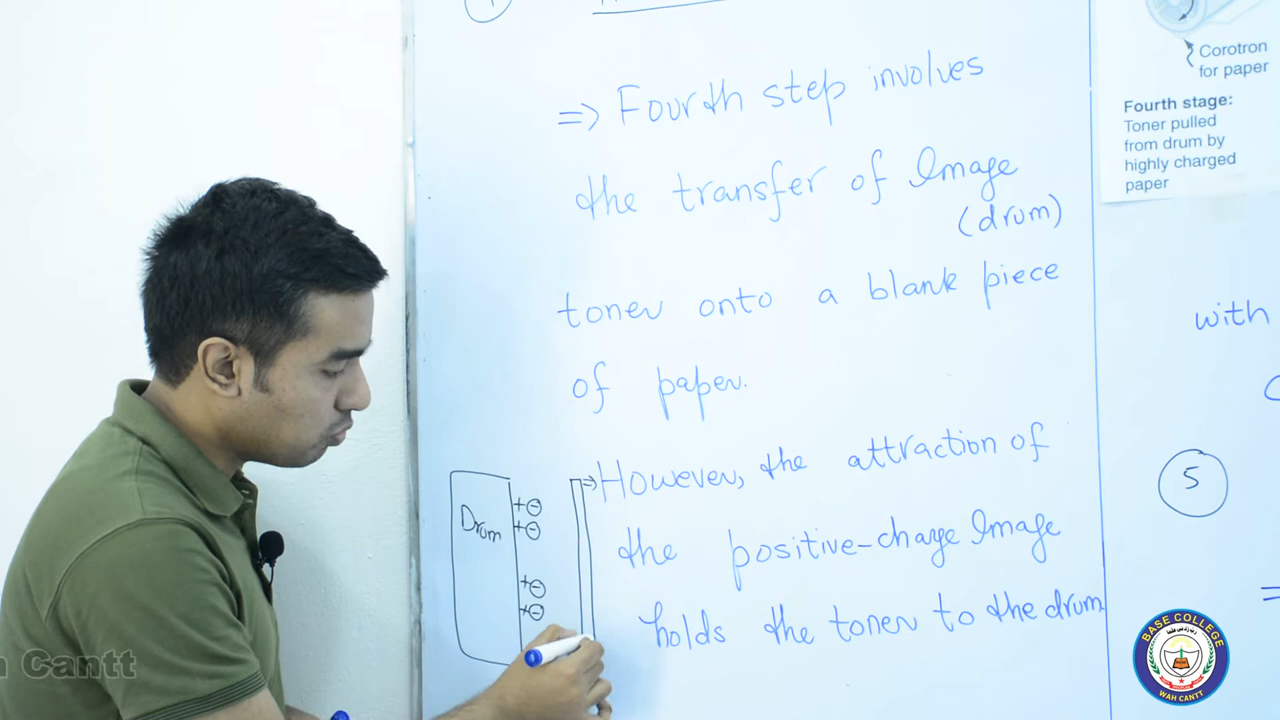 => Fourth step involves
the transfer of Image
(drum)
toner onto a blank piece
of paper.
=> However, the attraction of
the positive-charge Image
holds the toner to the drum
Drum
+ ⊖
+ ⊖
+ ⊖
+ ⊖
Corotron
for paper
Fourth stage:
Toner pulled
from drum by
highly charged
paper
with
5
=
BASE COLLEGE
WAH CANTT
Cantt